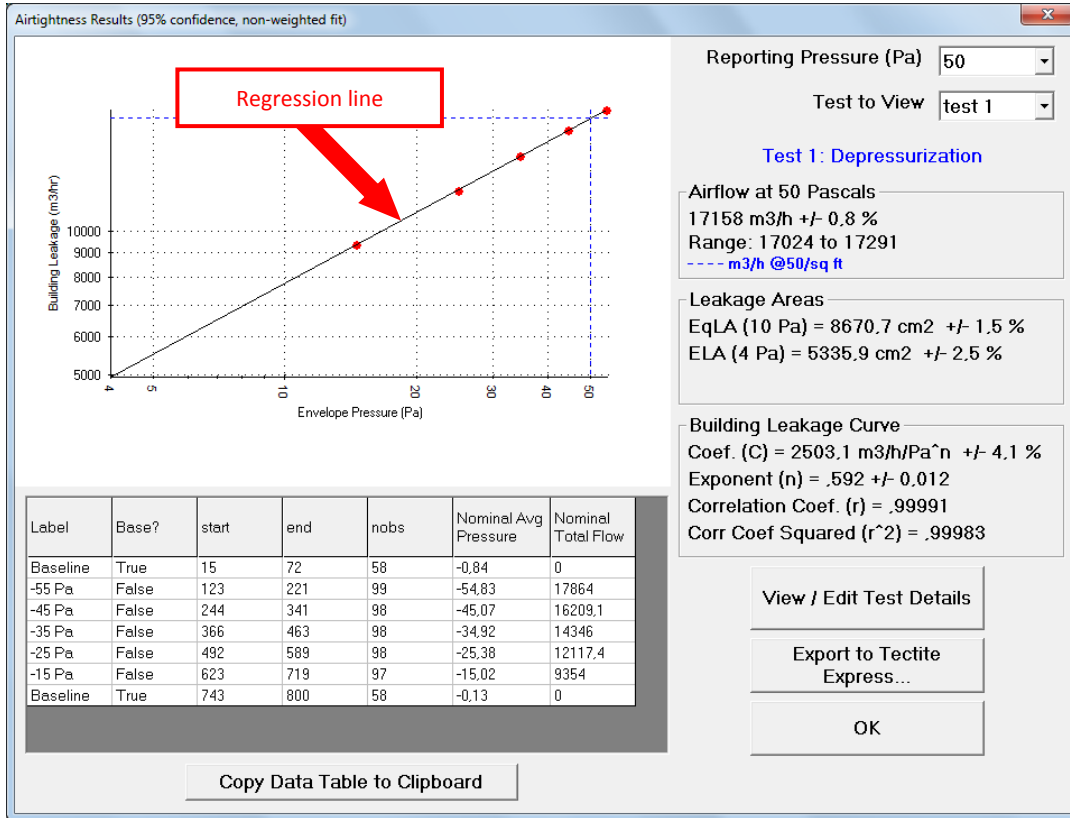 Airtightness Results (95% confidence, non-weighted fit)
x
Regression line
Building Leakage (m3/hr)
10000
9000
8000
7000
6000
5000
4
5
10
20
30
40
50
Envelope Pressure (Pa)
Reporting Pressure (Pa) 50
Test to View test 1
Test 1: Depressurization
Airflow at 50 Pascals
17158 m3/h +/- 0,8 %
Range: 17024 to 17291
---- m3/h @50/sq ft
Leakage Areas
EqLA (10 Pa) = 8670,7 cm2 +/- 1,5 %
ELA (4 Pa) = 5335,9 cm2 +/- 2,5 %
Building Leakage Curve
Coef. (C) = 2503,1 m3/h/Pa^n +/- 4,1 %
Exponent (n) = ,592 +/- 0,012
Correlation Coef. (r) = ,99991
Corr Coef Squared (r^2) = ,99983
Label Base? start end nobs Nominal Avg Nominal
Pressure Total Flow
Baseline True 15 72 58 -0,84 0
-55 Pa False 123 221 99 -54,83 17864
-45 Pa False 244 341 98 -45,07 16209,1
-35 Pa False 366 463 98 -34,92 14346
-25 Pa False 492 589 98 -25,38 12117,4
-15 Pa False 623 719 97 -15,02 9354
Baseline True 743 800 58 -0,13 0
View / Edit Test Details
Export to Tectite
Express...
OK
Copy Data Table to Clipboard